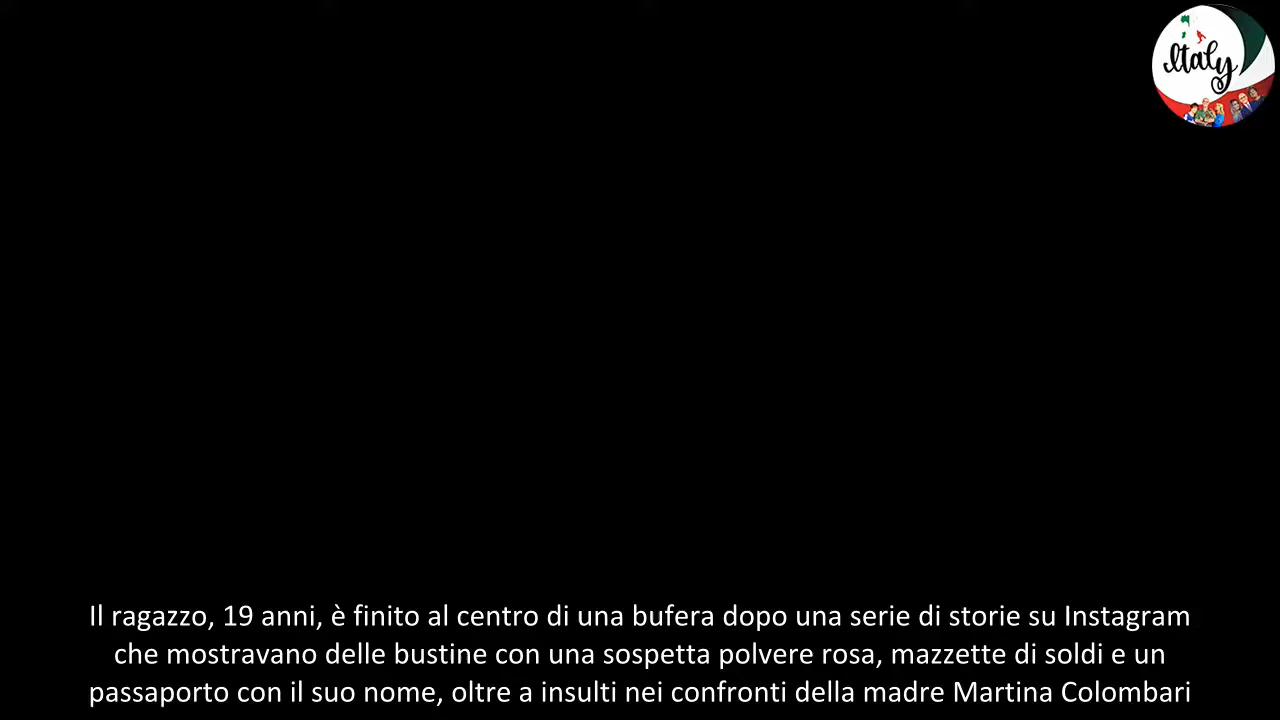 Italy
Il ragazzo, 19 anni, è finito al centro di una bufera dopo una serie di storie su Instagram
che mostravano delle bustine con una sospetta polvere rosa, mazzette di soldi e un
passaporto con il suo nome, oltre a insulti nei confronti della madre Martina Colombari